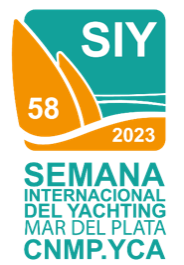 SIY
58
2023
SEMANA
INTERNACIONAL
DEL YACHTING
MAR DEL PLATA
CNMP.YCA